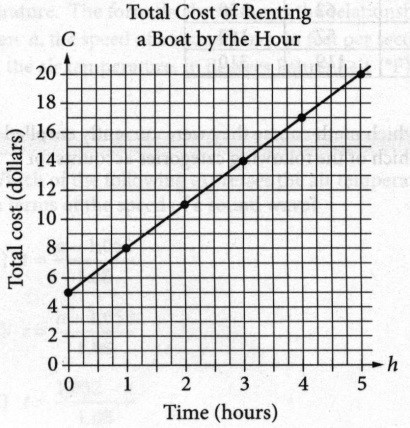 Total Cost of Renting
a Boat by the Hour
C
Total cost (dollars)
20
18
16
14
12
10
8
6
4
2
0
0 1 2 3 4 5
h
Time (hours)